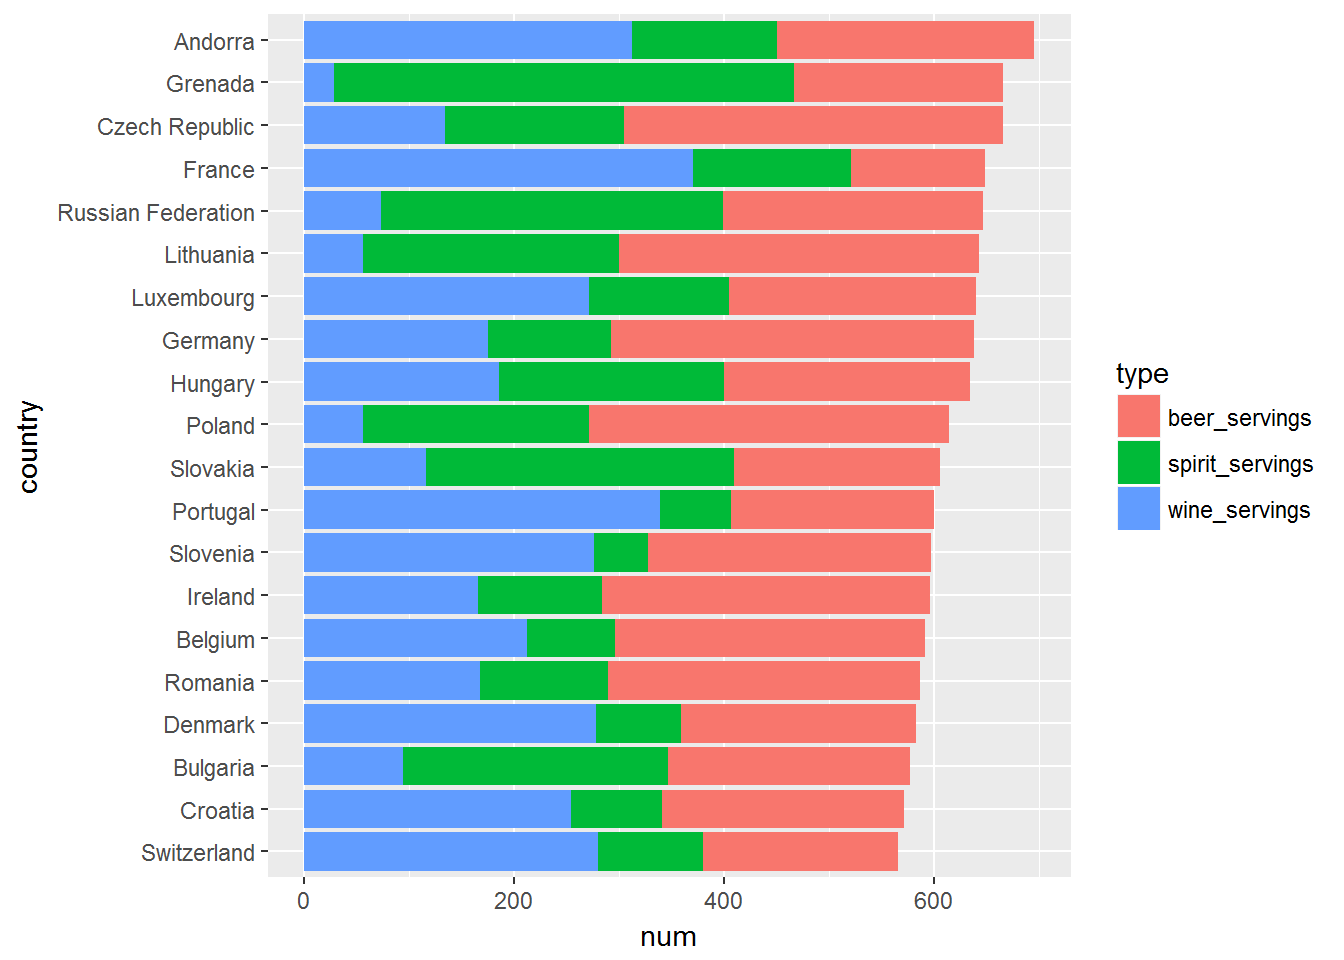 Andorra
Grenada
Czech Republic
France
Russian Federation
Lithuania
Luxembourg
Germany
Hungary
Poland
Slovakia
Portugal
Slovenia
Ireland
Belgium
Romania
Denmark
Bulgaria
Croatia
Switzerland
country
0 200 400 600
num
type
beer_servings
spirit_servings
wine_servings